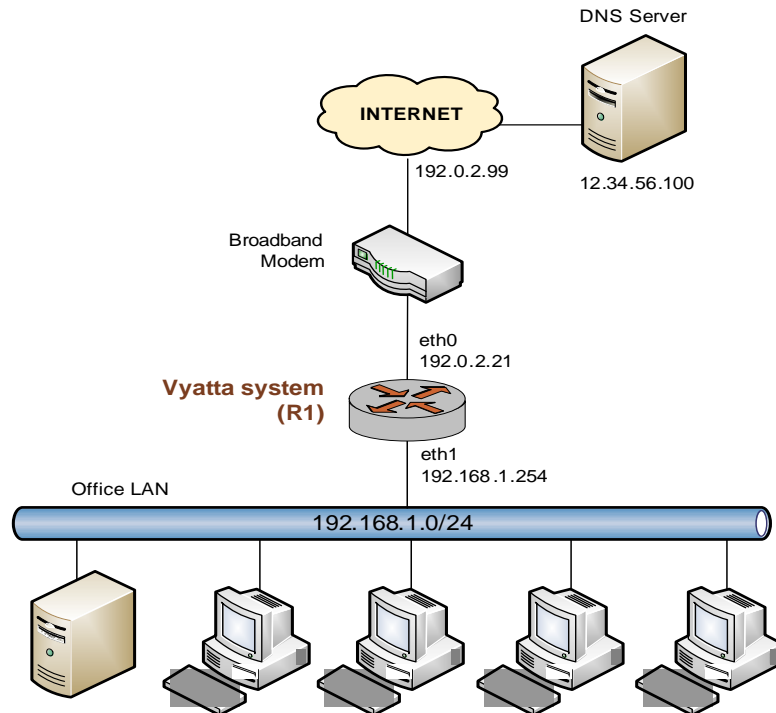 DNS Server
INTERNET
192.0.2.99
12.34.56.100
Broadband
Modem
eth0
192.0.2.21
Vyatta system
(R1)
eth1
192.168.1.254
Office LAN
192.168.1.0/24